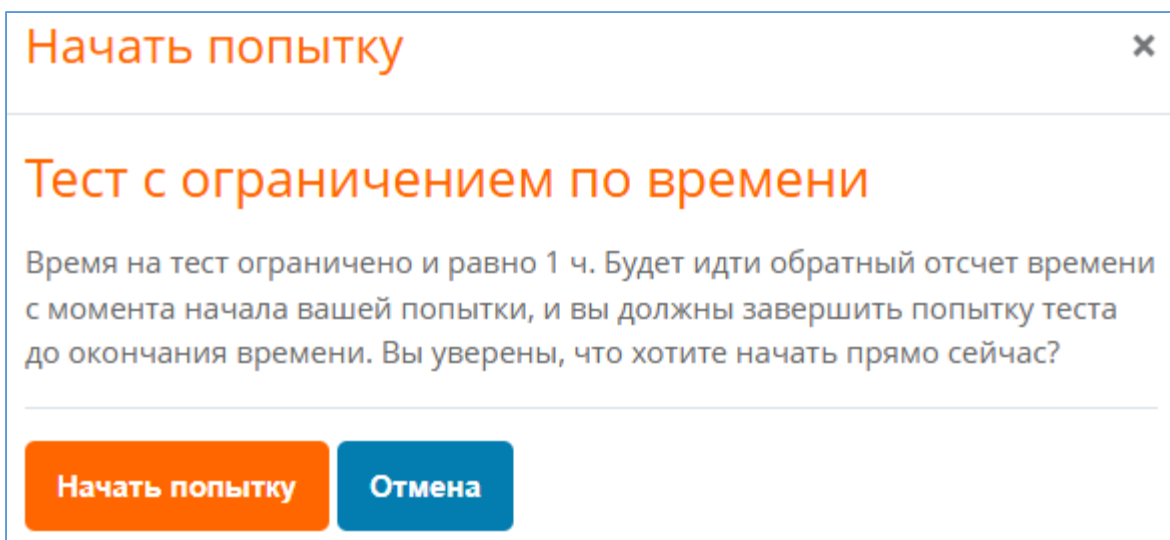 Начать попытку
Тест с ограничением по времени
Время на тест ограничено и равно 1 ч. Будет идти обратный отсчет времени
с момента начала вашей попытки, и вы должны завершить попытку теста
до окончания времени. Вы уверены, что хотите начать прямо сейчас?
Начать попытку Отмена